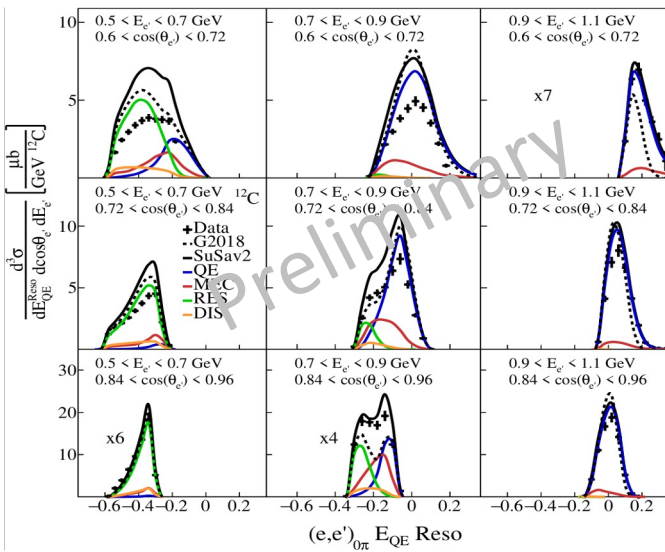 10
5
0.5 < E_e' < 0.7 GeV
0.6 < cos(θ_e') < 0.72
0.7 < E_e' < 0.9 GeV
0.6 < cos(θ_e') < 0.72
0.9 < E_e' < 1.1 GeV
0.6 < cos(θ_e') < 0.72
x7
d³σ
dE_QE^Reso dcosθ_e' dE_e'
[μb
GeV ¹²C]
10
5
0.5 < E_e' < 0.7 GeV
0.72 < cos(θ_e') < 0.84
¹²C
Data
G2018
SuSav2
QE
MEC
RES
DIS
0.7 < E_e' < 0.9 GeV
0.72 < cos(θ_e') < 0.84
0.9 < E_e' < 1.1 GeV
0.72 < cos(θ_e') < 0.84
Preliminary
30
20
10
0.5 < E_e' < 0.7 GeV
0.84 < cos(θ_e') < 0.96
x6
0.7 < E_e' < 0.9 GeV
0.84 < cos(θ_e') < 0.96
x4
0.9 < E_e' < 1.1 GeV
0.84 < cos(θ_e') < 0.96
−0.6 −0.4 −0.2 0 0.2
−0.6 −0.4 −0.2 0 0.2
−0.6 −0.4 −0.2 0 0.2
(e,e')_0π E_QE Reso